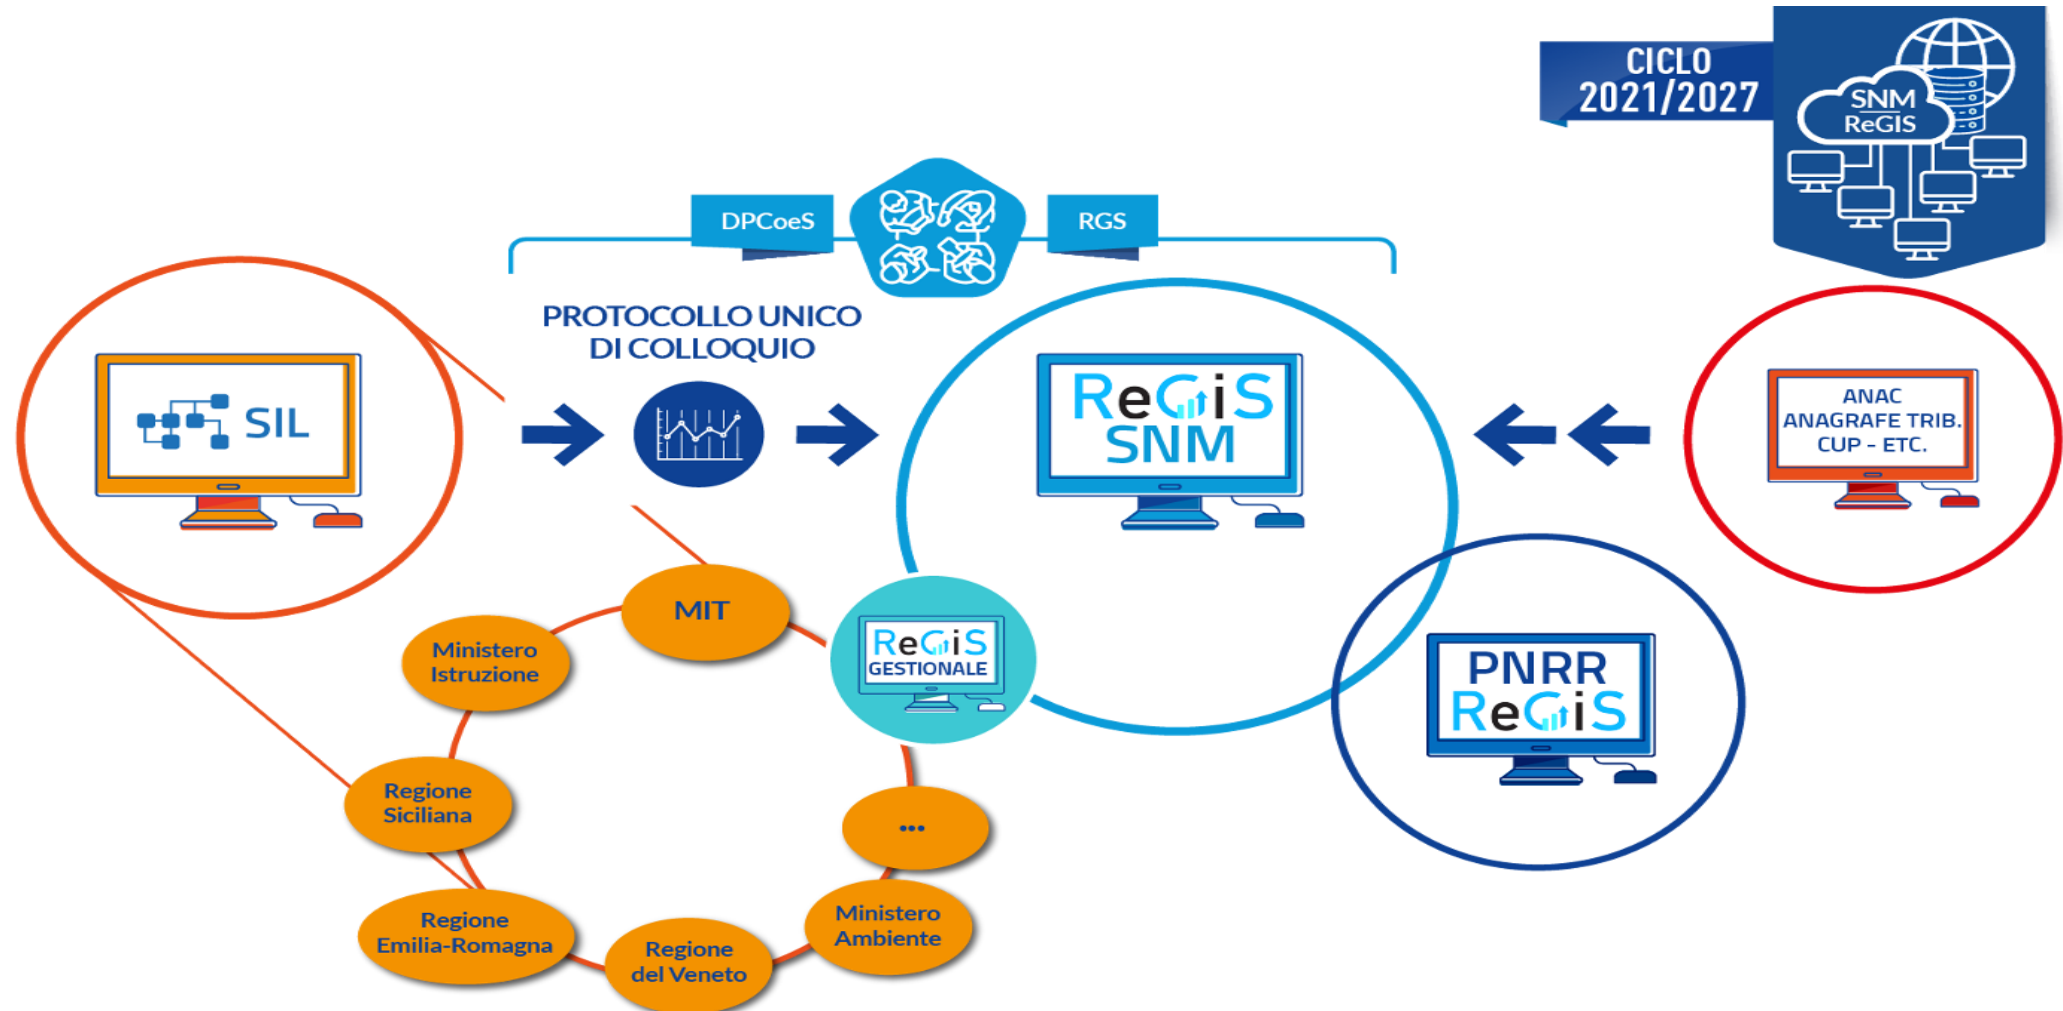 CICLO
2021/2027
SNM
ReGIS
DPCoeS
RGS
PROTOCOLLO UNICO
DI COLLOQUIO
SIL
ReGiS
SNM
ANAC
ANAGRAFE TRIB.
CUP - ETC.
MIT
Ministero
Istruzione
ReGiS
GESTIONALE
PNRR
ReGiS
Regione
Siciliana
...
Regione
Emilia-Romagna
Regione
del Veneto
Ministero
Ambiente